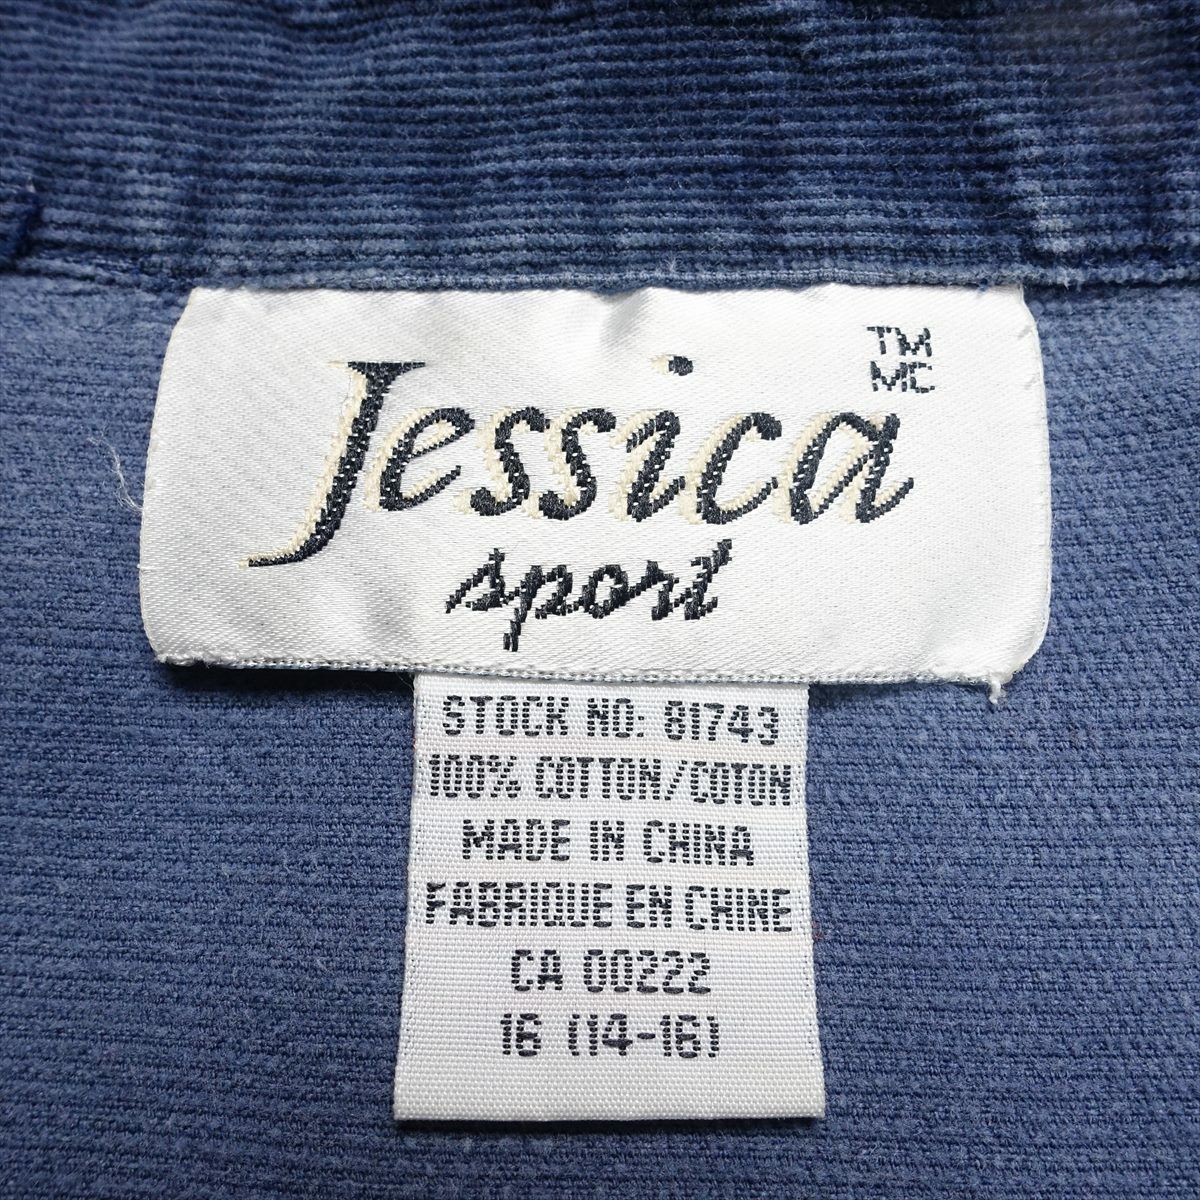 Jessica
TM
MC
sport
STOCK NO: 81743
100% COTTON/COTON
MADE IN CHINA
FABRIQUE EN CHINE
CA 00222
16 (14-16)